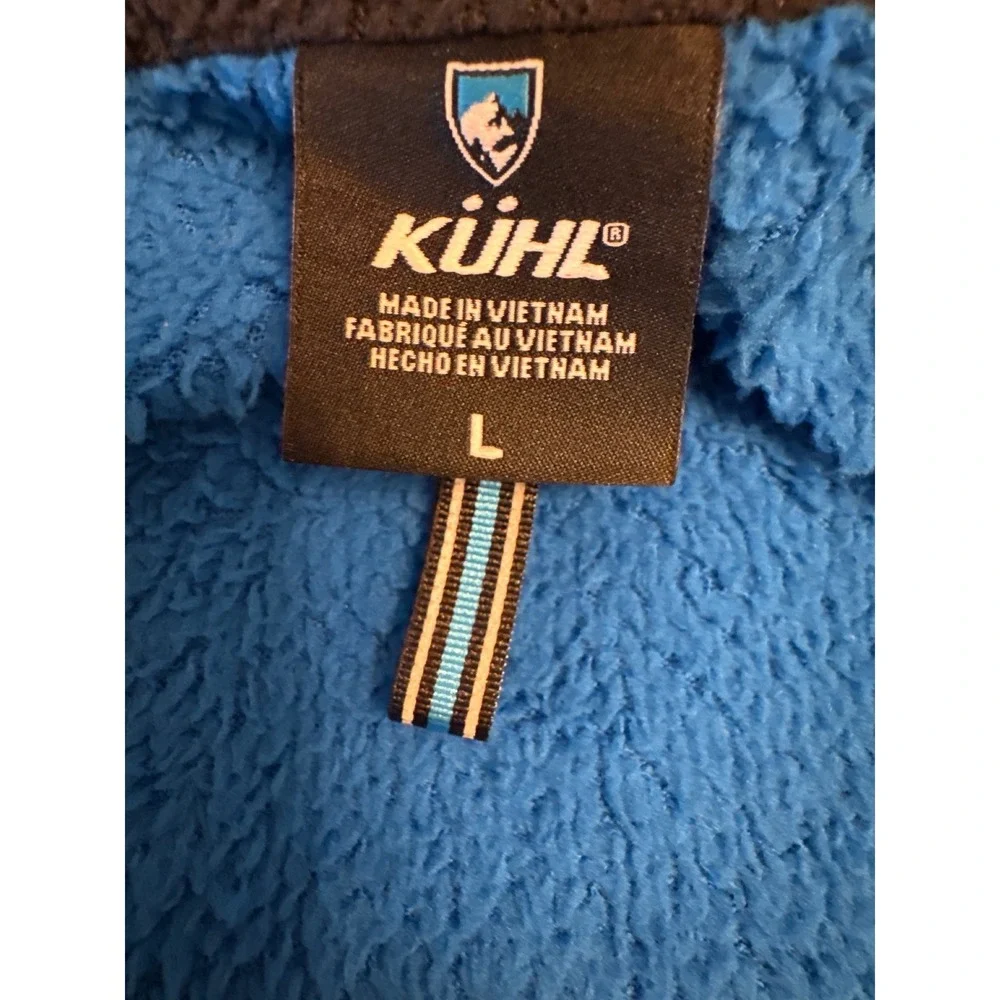 KÜHL®
MADE IN VIETNAM
FABRIQUÉ AU VIETNAM
HECHO EN VIETNAM
L